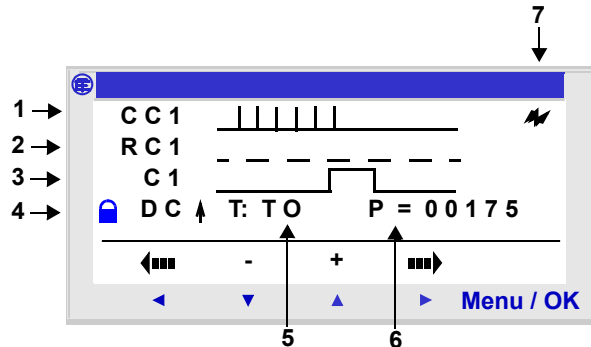 7
1 CC1
2 RC1
3 C1
4 DC T: TO P = 00175
- +
Menu / OK
5 6